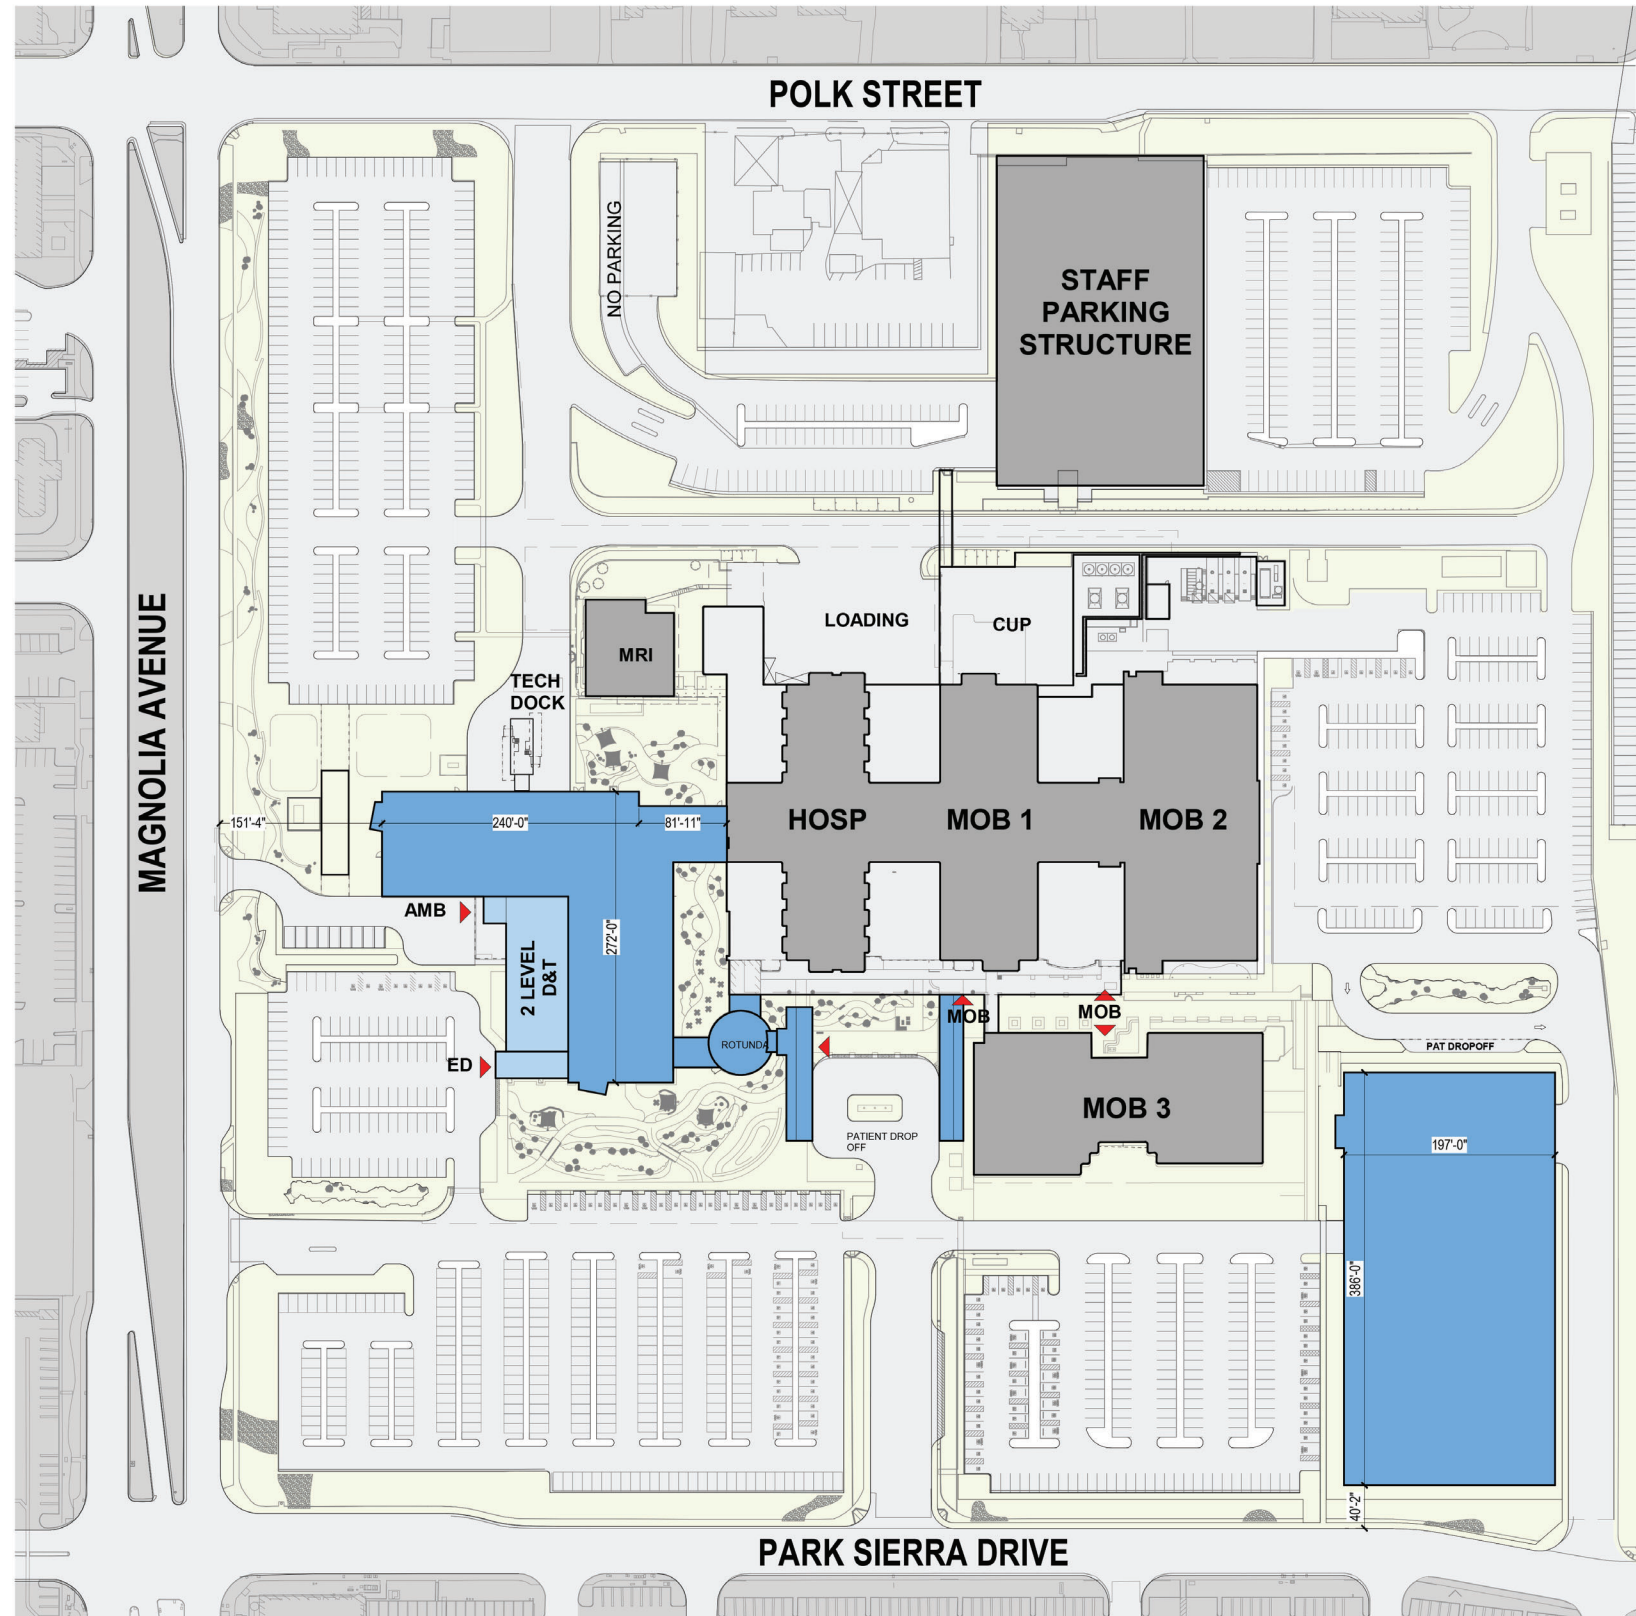 POLK STREET
NO PARKING
STAFF
PARKING
STRUCTURE
MAGNOLIA AVENUE
LOADING
CUP
MRI
TECH
DOCK
151'-4"
240'-0"
81'-11"
HOSP
MOB 1
MOB 2
AMB
272'-0"
2 LEVEL
D&T
MOB
MOB
ROTUNDA
ED
PAT DROPOFF
MOB 3
PATIENT DROP
OFF
197'-0"
386'-0"
40'-2"
PARK SIERRA DRIVE